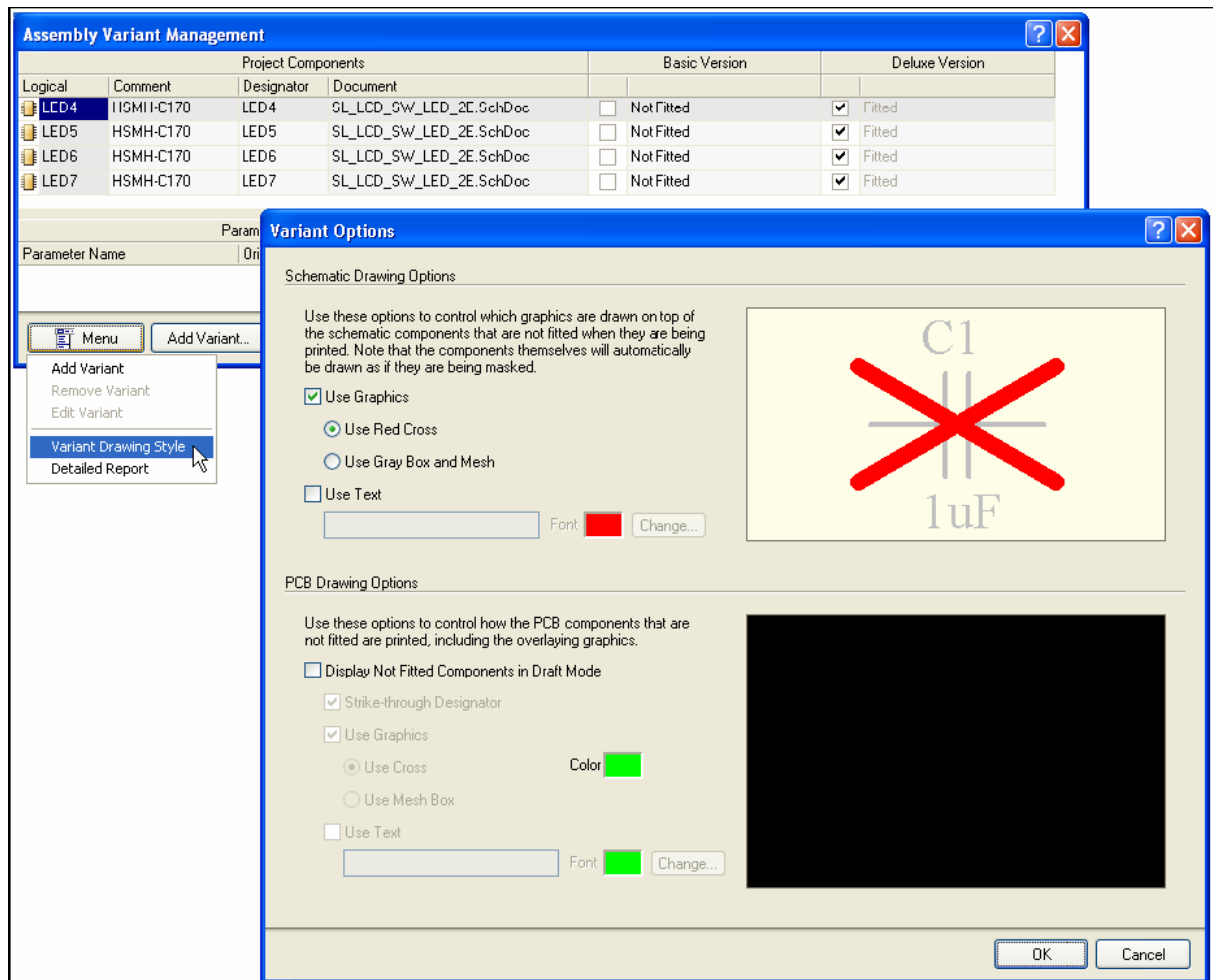 Assembly Variant Management
Project Components Basic Version Deluxe Version
Logical Comment Designator Document
LED4 HSMH-C170 LED4 SL_LCD_SW_LED_2E.SchDoc Not Fitted Fitted
LED5 HSMH-C170 LED5 SL_LCD_SW_LED_2E.SchDoc Not Fitted Fitted
LED6 HSMH-C170 LED6 SL_LCD_SW_LED_2E.SchDoc Not Fitted Fitted
LED7 HSMH-C170 LED7 SL_LCD_SW_LED_2E.SchDoc Not Fitted Fitted
Param
Parameter Name Ori
Menu Add Variant...
Add Variant
Remove Variant
Edit Variant
Variant Drawing Style
Detailed Report
Variant Options
Schematic Drawing Options
Use these options to control which graphics are drawn on top
of the schematic components that are not fitted when they are being
printed. Note that the components themselves will automatically
be drawn as if they are being masked.
Use Graphics
Use Red Cross
Use Gray Box and Mesh
Use Text
Font Change...
C1
1uF
PCB Drawing Options
Use these options to control how the PCB components that are
not fitted are printed, including the overlaying graphics.
Display Not Fitted Components in Draft Mode
Strike-through Designator
Use Graphics
Use Cross Color
Use Mesh Box
Use Text
Font Change...
OK Cancel